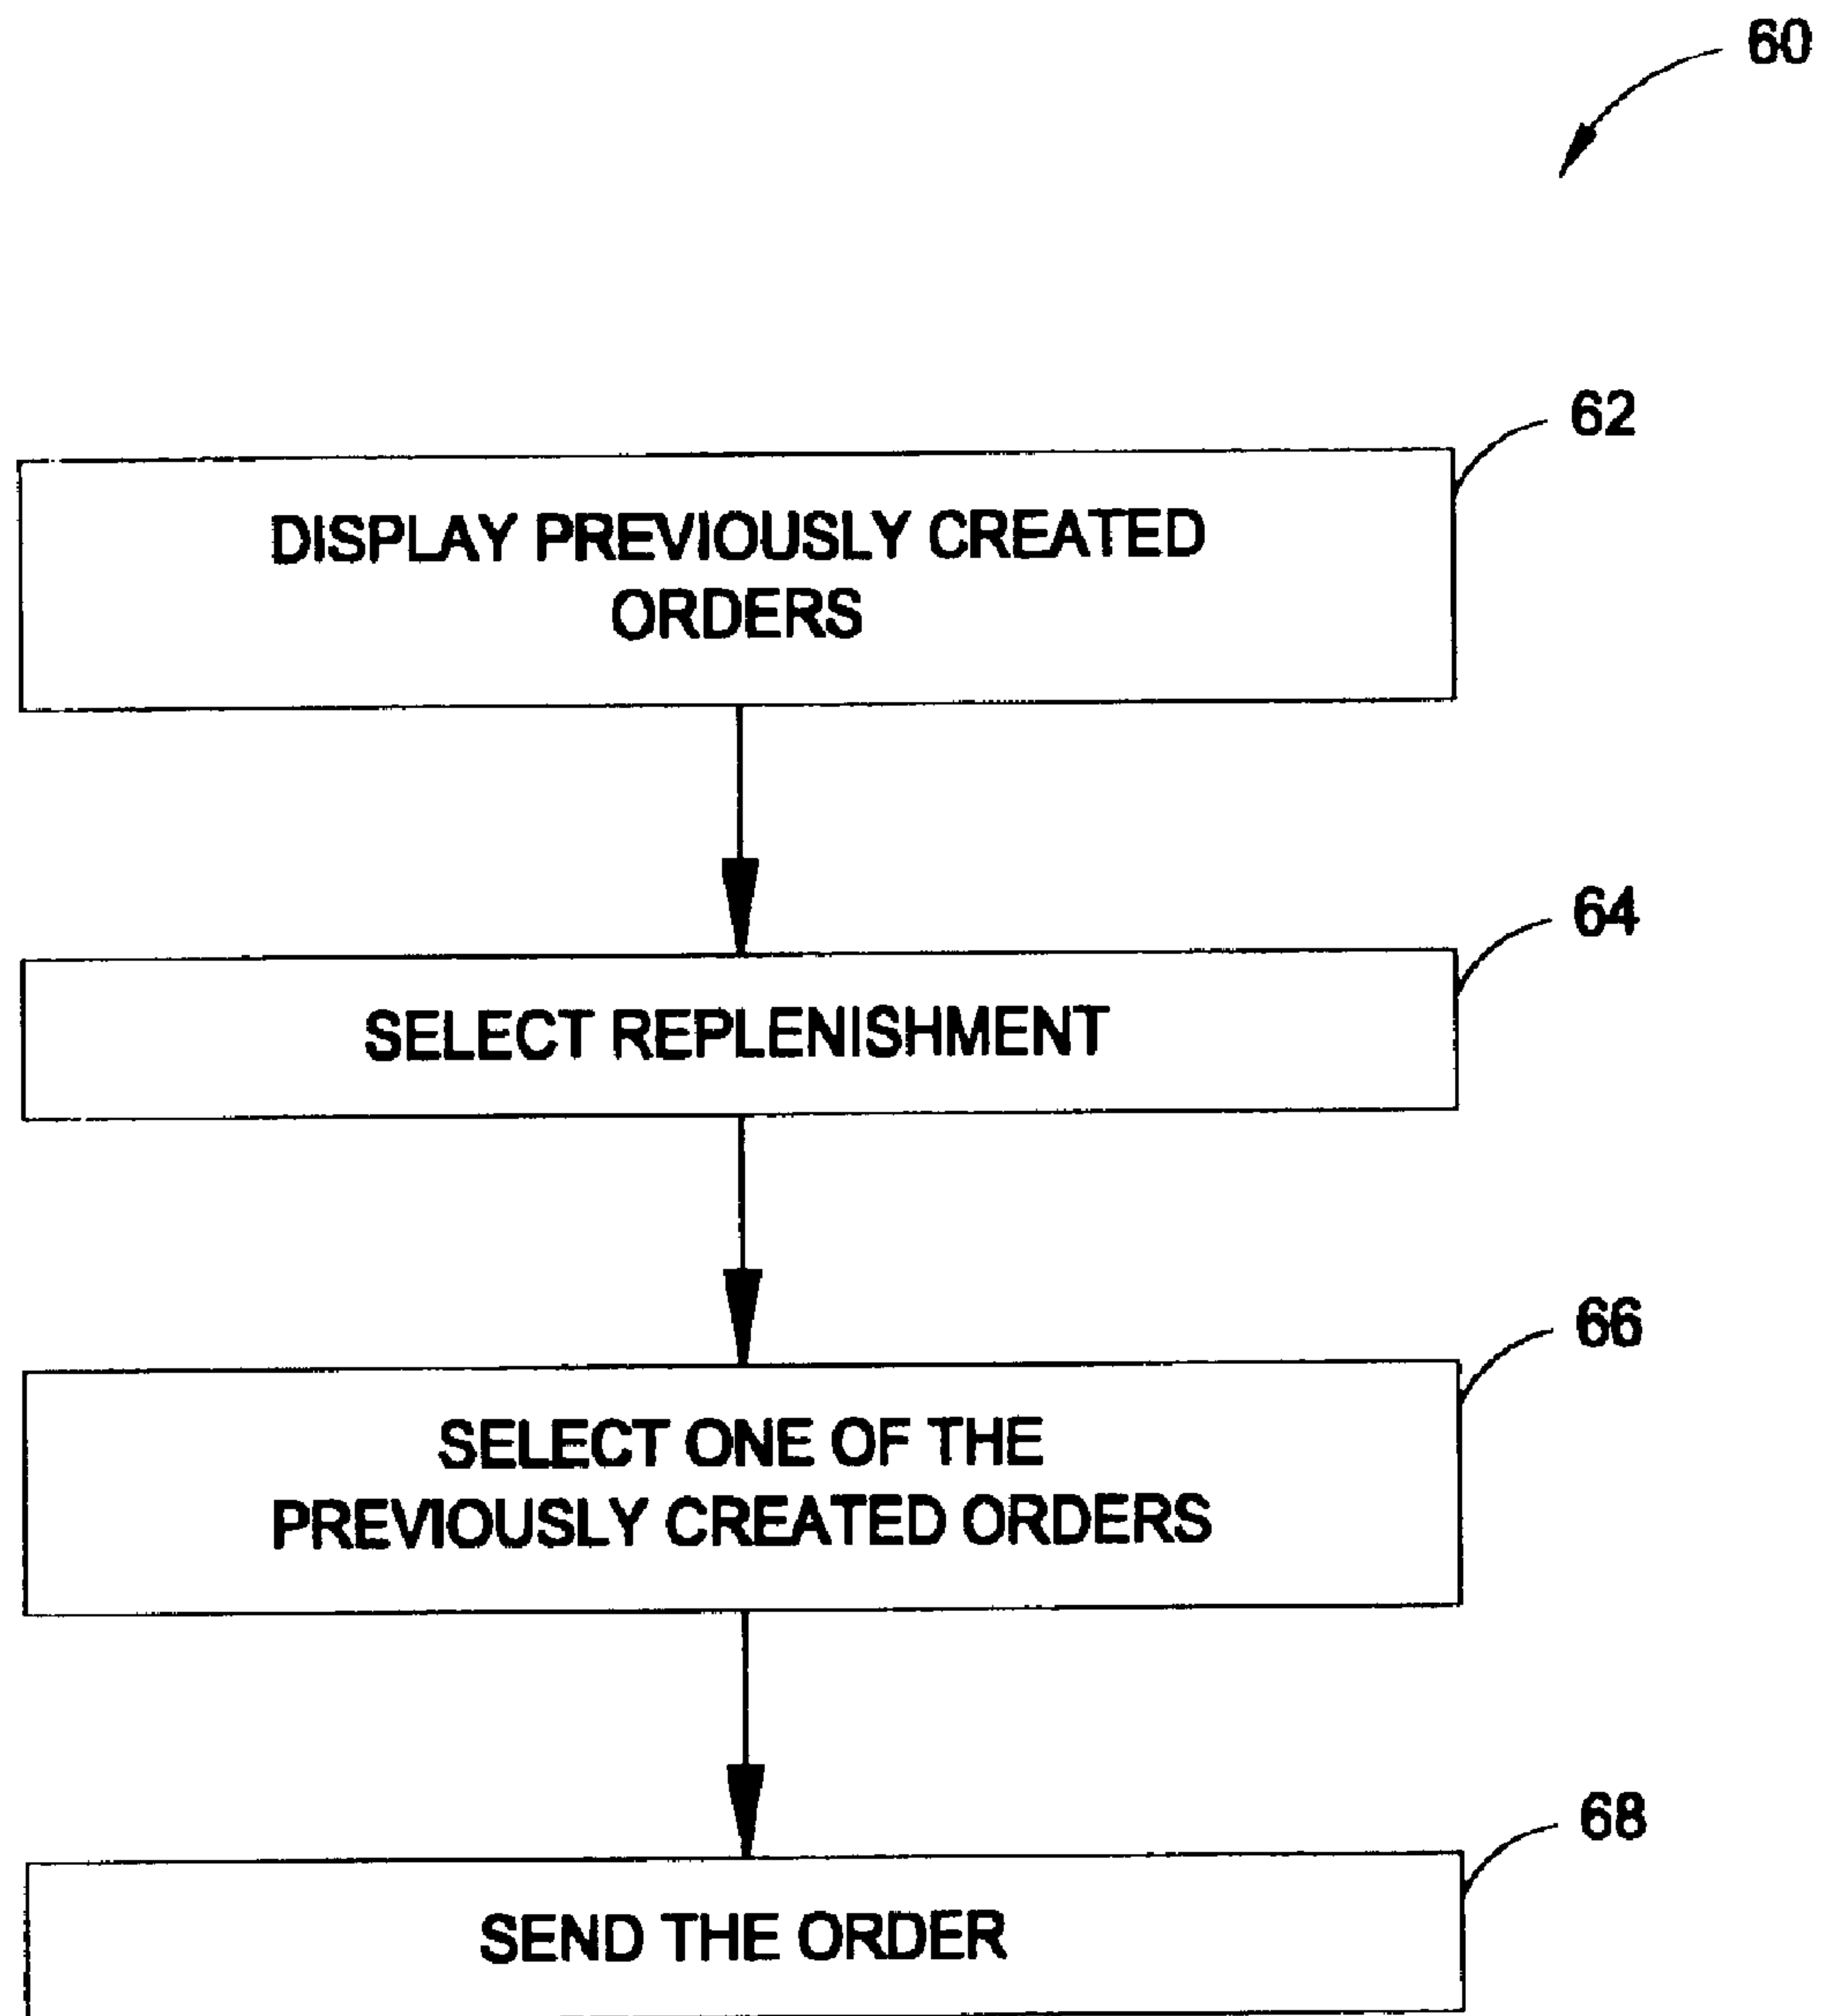 60
62
DISPLAY PREVIOUSLY CREATED
ORDERS
64
SELECT REPLENISHMENT
66
SELECT ONE OF THE
PREVIOUSLY CREATED ORDERS
68
SEND THE ORDER